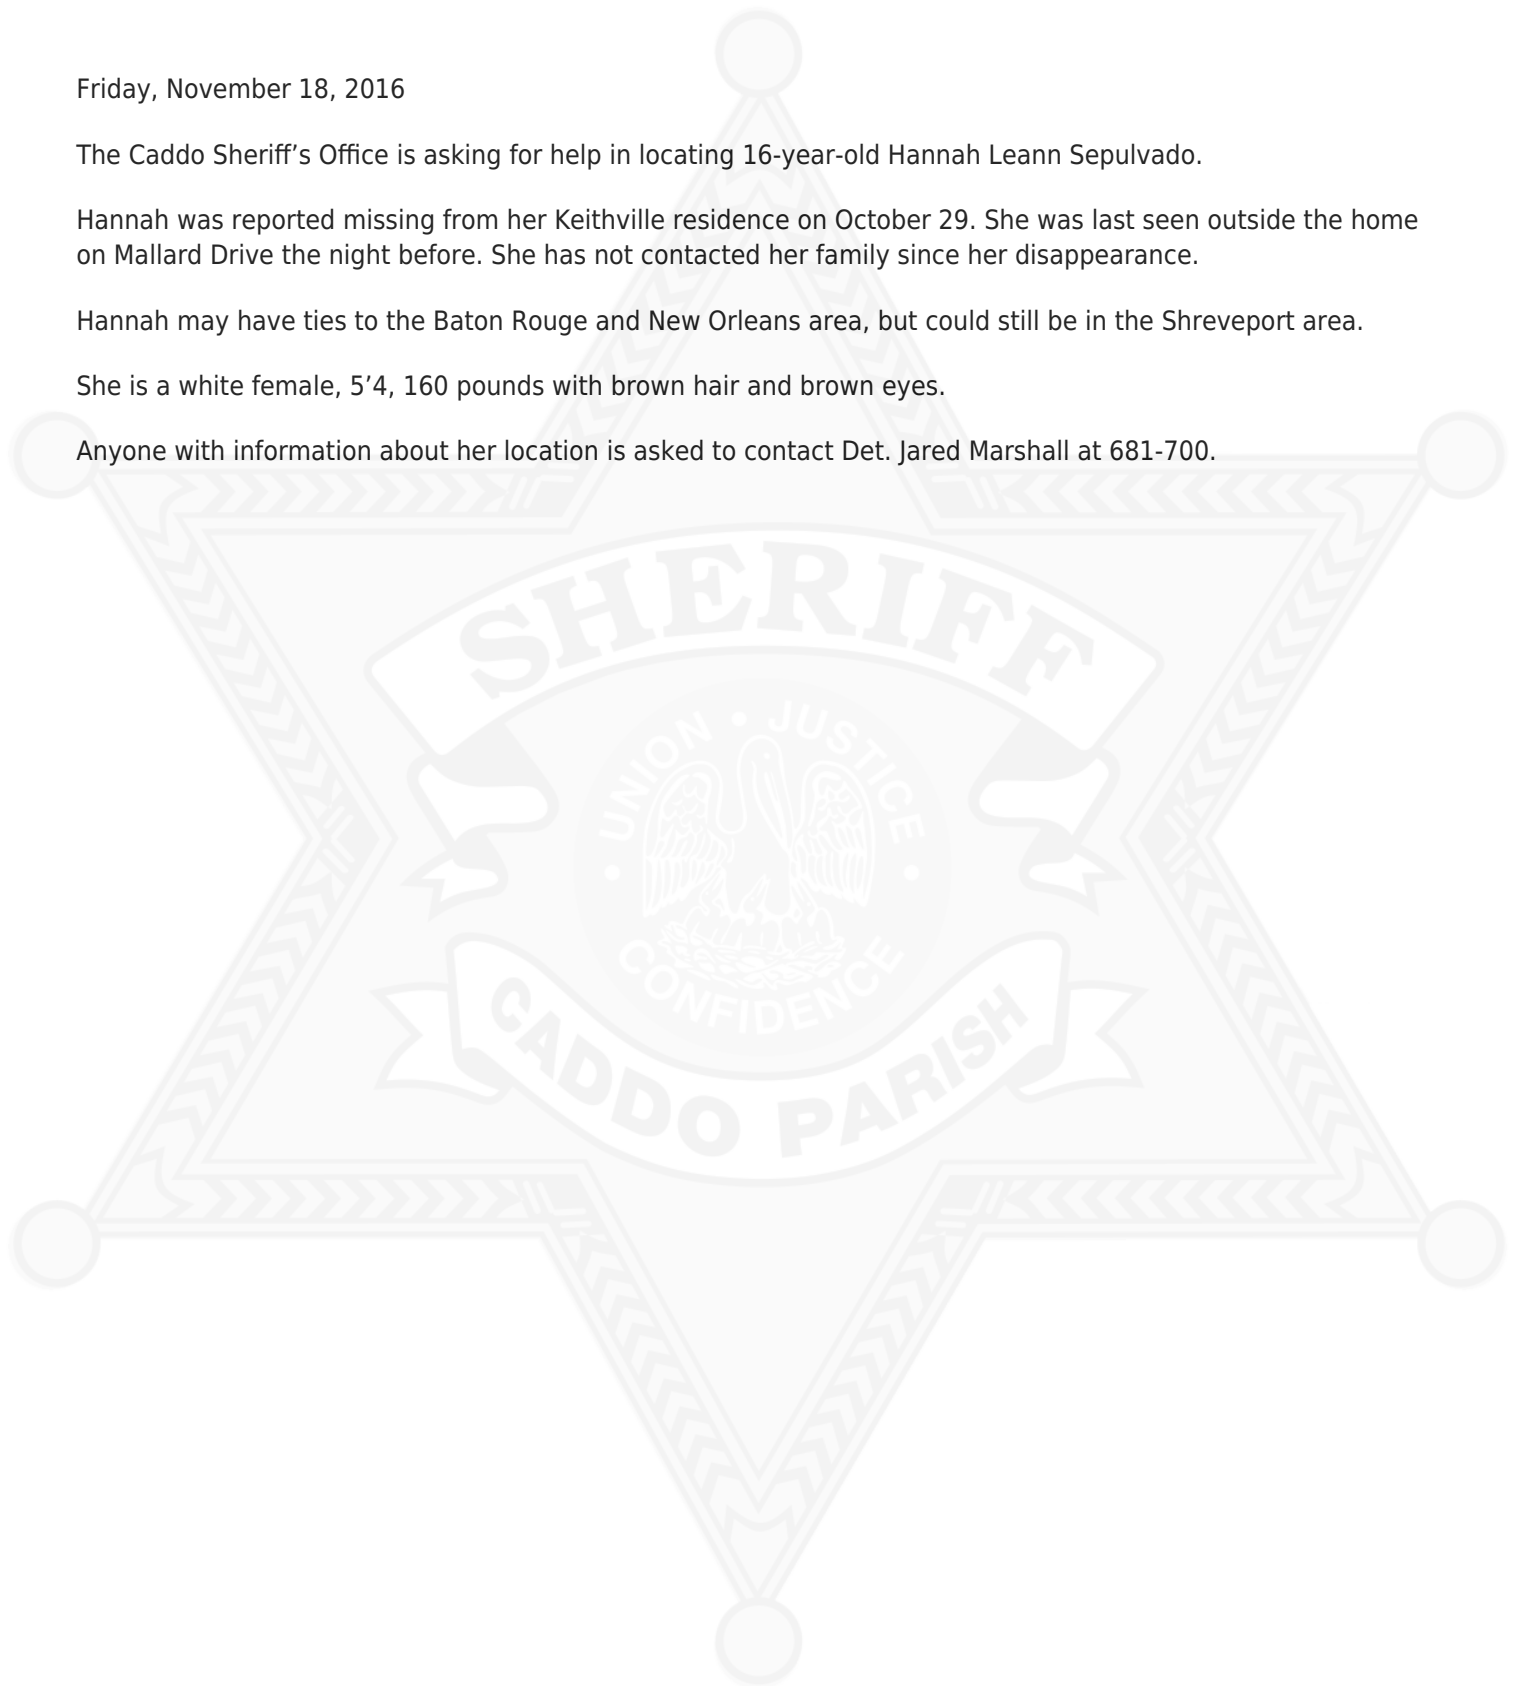 Friday, November 18, 2016
The Caddo Sheriff’s Office is asking for help in locating 16-year-old Hannah Leann Sepulvado.
Hannah was reported missing from her Keithville residence on October 29. She was last seen outside the home
on Mallard Drive the night before. She has not contacted her family since her disappearance.
Hannah may have ties to the Baton Rouge and New Orleans area, but could still be in the Shreveport area.
She is a white female, 5’4, 160 pounds with brown hair and brown eyes.
Anyone with information about her location is asked to contact Det. Jared Marshall at 681-700.
SHERIFF
UNION • JUSTICE •
• CONFIDENCE
CADDO PARISH